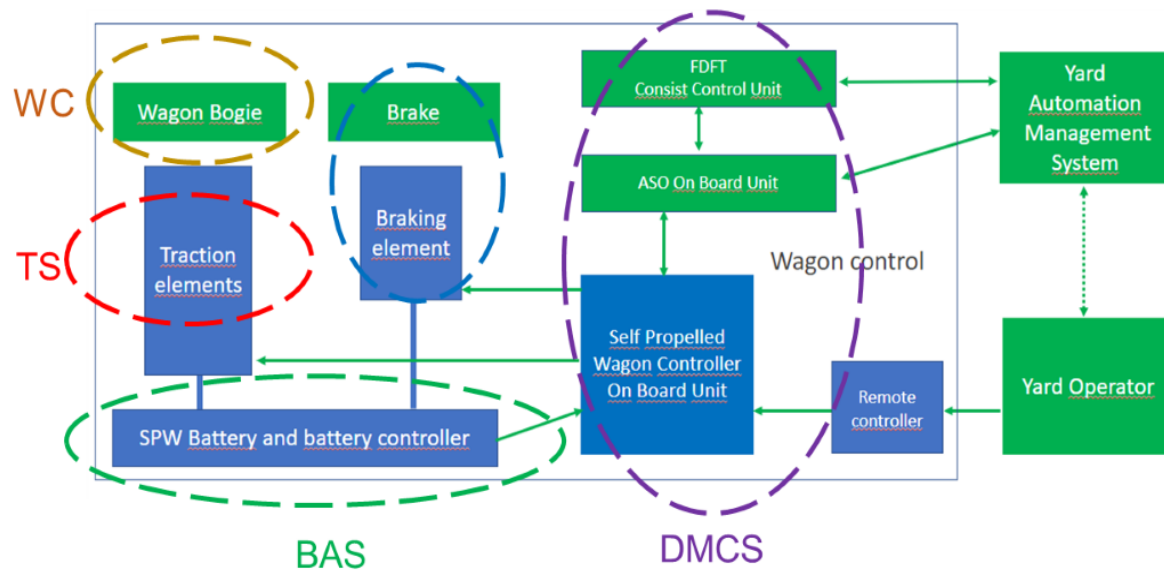 WC
Wagon Bogie
Brake
FDFT
Consist Control Unit
Yard
Automation
Management
System
ASO On Board Unit
TS
Traction
elements
Braking
element
Wagon control
Self Propelled
Wagon Controller
On Board Unit
Remote
controller
Yard Operator
SPW Battery and battery controller
BAS
DMCS